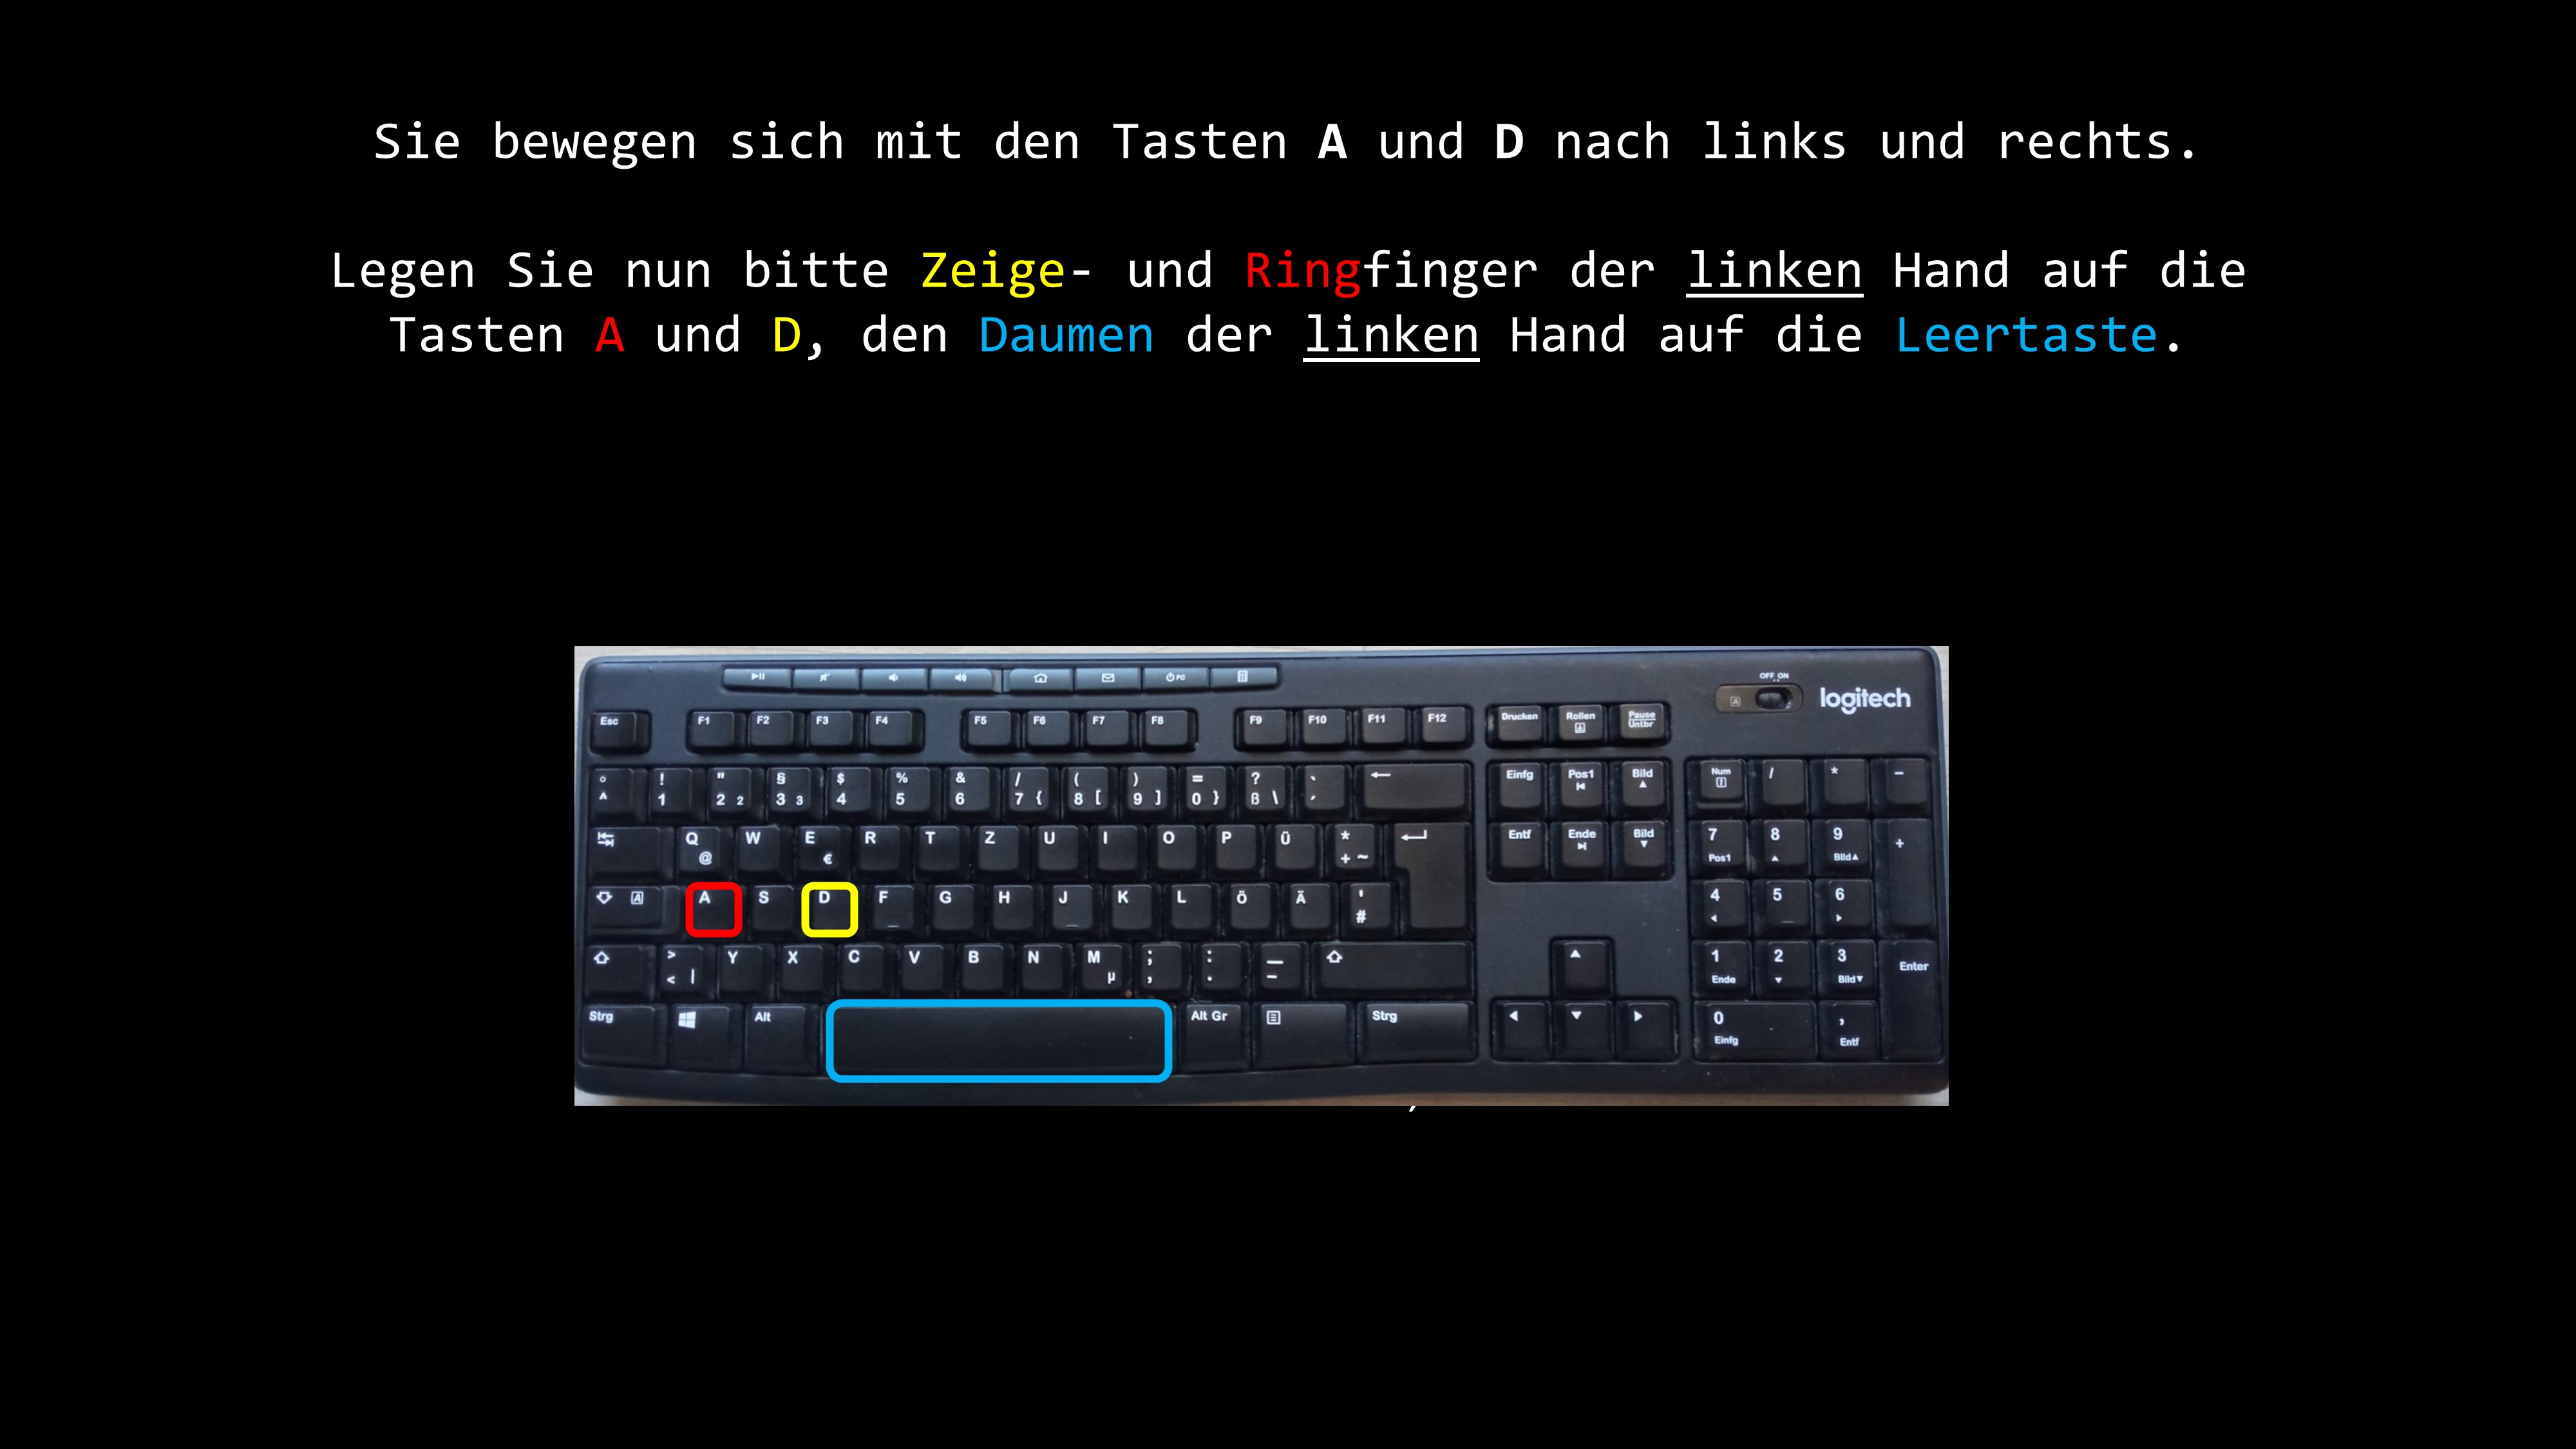 Sie bewegen sich mit den Tasten A und D nach links und rechts.
Legen Sie nun bitte Zeige- und Ringfinger der linken Hand auf die
Tasten A und D, den Daumen der linken Hand auf die Leertaste.
OFF ON
logitech
PC
Esc F1 F2 F3 F4 F5 F6 F7 F8 F9 F10 F11 F12 Drucken Rollen Pause Untbr
° ! " § $ % & / ( ) = ? ` Einfg Pos1 Bild Num / * -
^ 1 2 2 3 3 4 5 6 7 { 8 [ 9 ] 0 } ß \ ´
Q W E R T Z U I O P Ü * Entf Ende Bild 7 8 9 +
@ € + ~ Pos1 Bild
A A S D F G H J K L Ö Ä ' 4 5 6
#
> Y X C V B N M ; : _ 1 2 3 Enter
< | µ , . - Ende Bild
Strg Alt Alt Gr Strg 0 ,
Einfg Entf